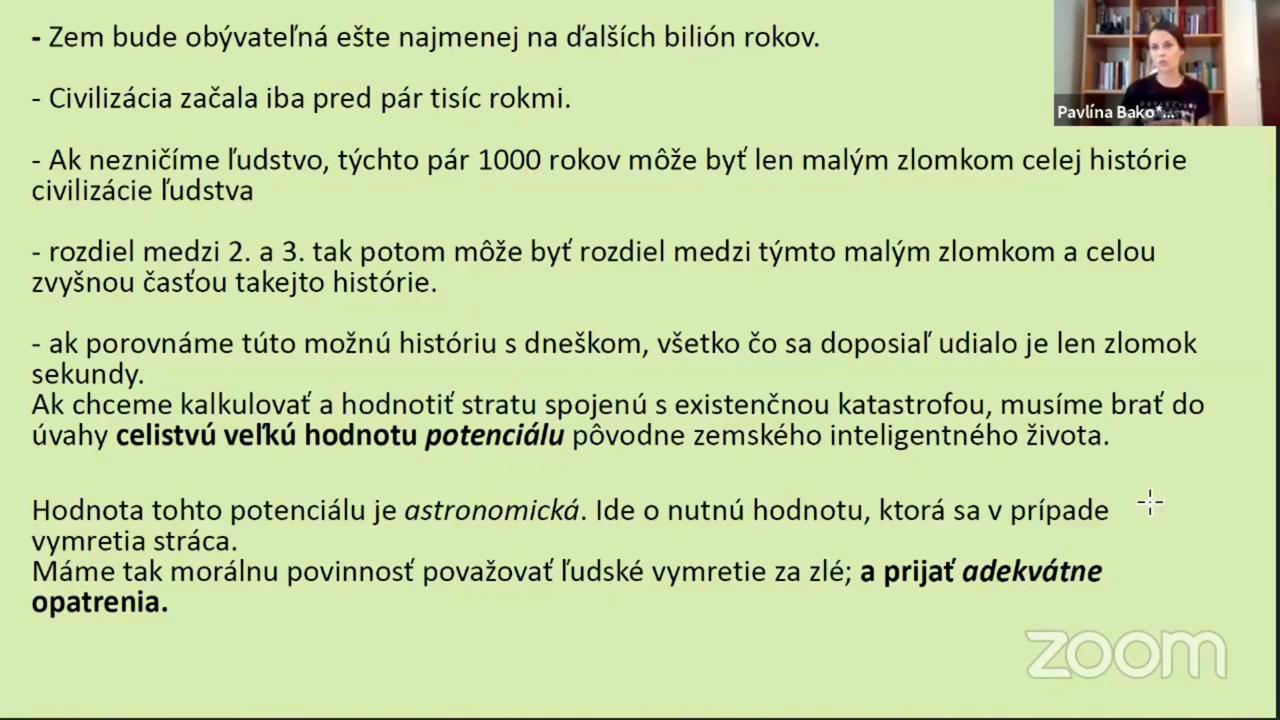 - Zem bude obývateľná ešte najmenej na ďalších bilión rokov.
- Civilizácia začala iba pred pár tisíc rokmi.
- Ak nezničíme ľudstvo, týchto pár 1000 rokov môže byť len malým zlomkom celej histórie
civilizácie ľudstva
- rozdiel medzi 2. a 3. tak potom môže byť rozdiel medzi týmto malým zlomkom a celou
zvyšnou časťou takejto histórie.
- ak porovnáme túto možnú históriu s dneškom, všetko čo sa doposiaľ udialo je len zlomok
sekundy.
Ak chceme kalkulovať a hodnotiť stratu spojenú s existenčnou katastrofou, musíme brať do
úvahy celistvú veľkú hodnotu potenciálu pôvodne zemského inteligentného života.
Hodnota tohto potenciálu je astronomická. Ide o nutnú hodnotu, ktorá sa v prípade
vymretia stráca.
Máme tak morálnu povinnosť považovať ľudské vymretie za zlé; a prijať adekvátne
opatrenia.
Pavlína Bako*...
zoom